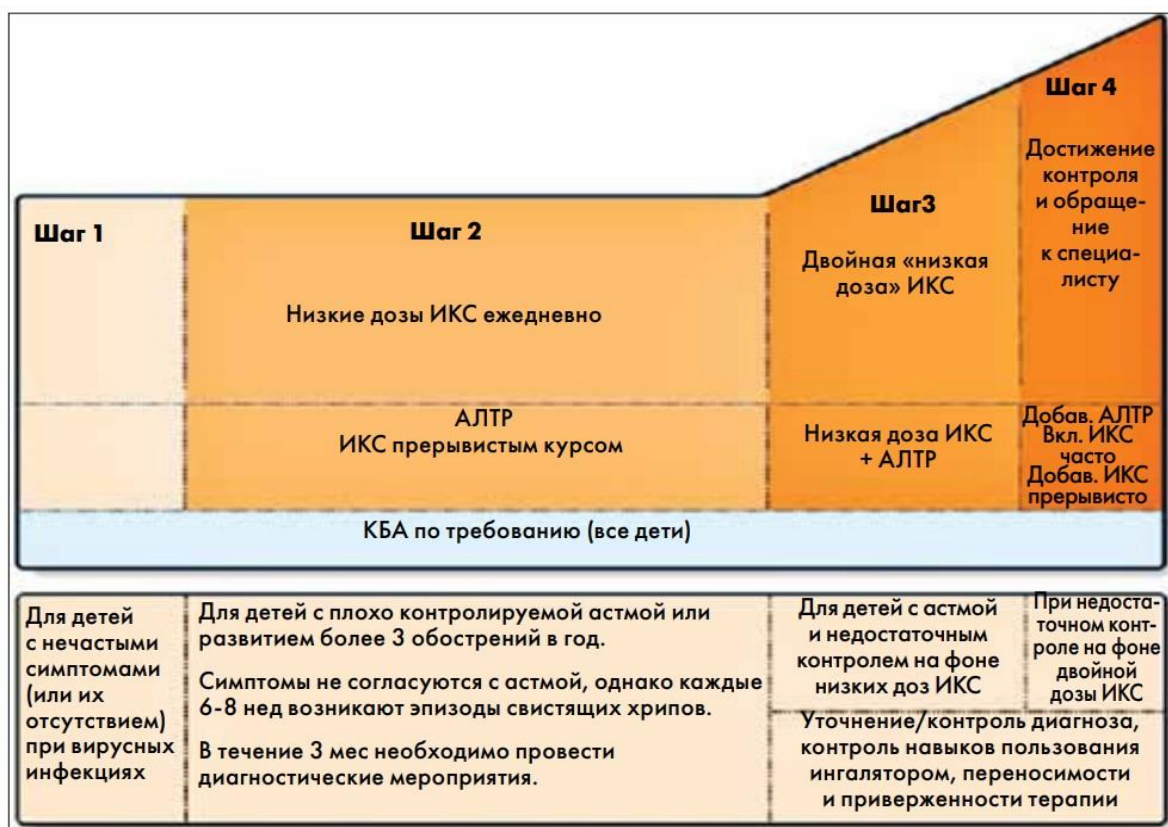 Шаг 1
Шаг 2
Низкие дозы ИКС ежедневно
Шаг3
Двойная «низкая
доза» ИКС
Шаг 4
Достижение
контроля
и обраще-
ние
к специа-
листу
АЛТР
ИКС прерывистым курсом
Низкая доза ИКС
+ АЛТР
Добав. АЛТР
Вкл. ИКС
часто
Добав. ИКС
прерывисто
КБА по требованию (все дети)
Для детей
с нечастыми
симптомами
(или их
отсутствием)
при вирусных
инфекциях
Для детей с плохо контролируемой астмой или
развитием более 3 обострений в год.
Симптомы не согласуются с астмой, однако каждые
6-8 нед возникают эпизоды свистящих хрипов.
В течение 3 мес необходимо провести
диагностические мероприятия.
Для детей с астмой
и недостаточным
контролем на фоне
низких доз ИКС
При недоста-
точном конт-
роле на фоне
двойной
дозы ИКС
Уточнение/контроль диагноза,
контроль навыков пользования
ингалятором, переносимости
и приверженности терапии